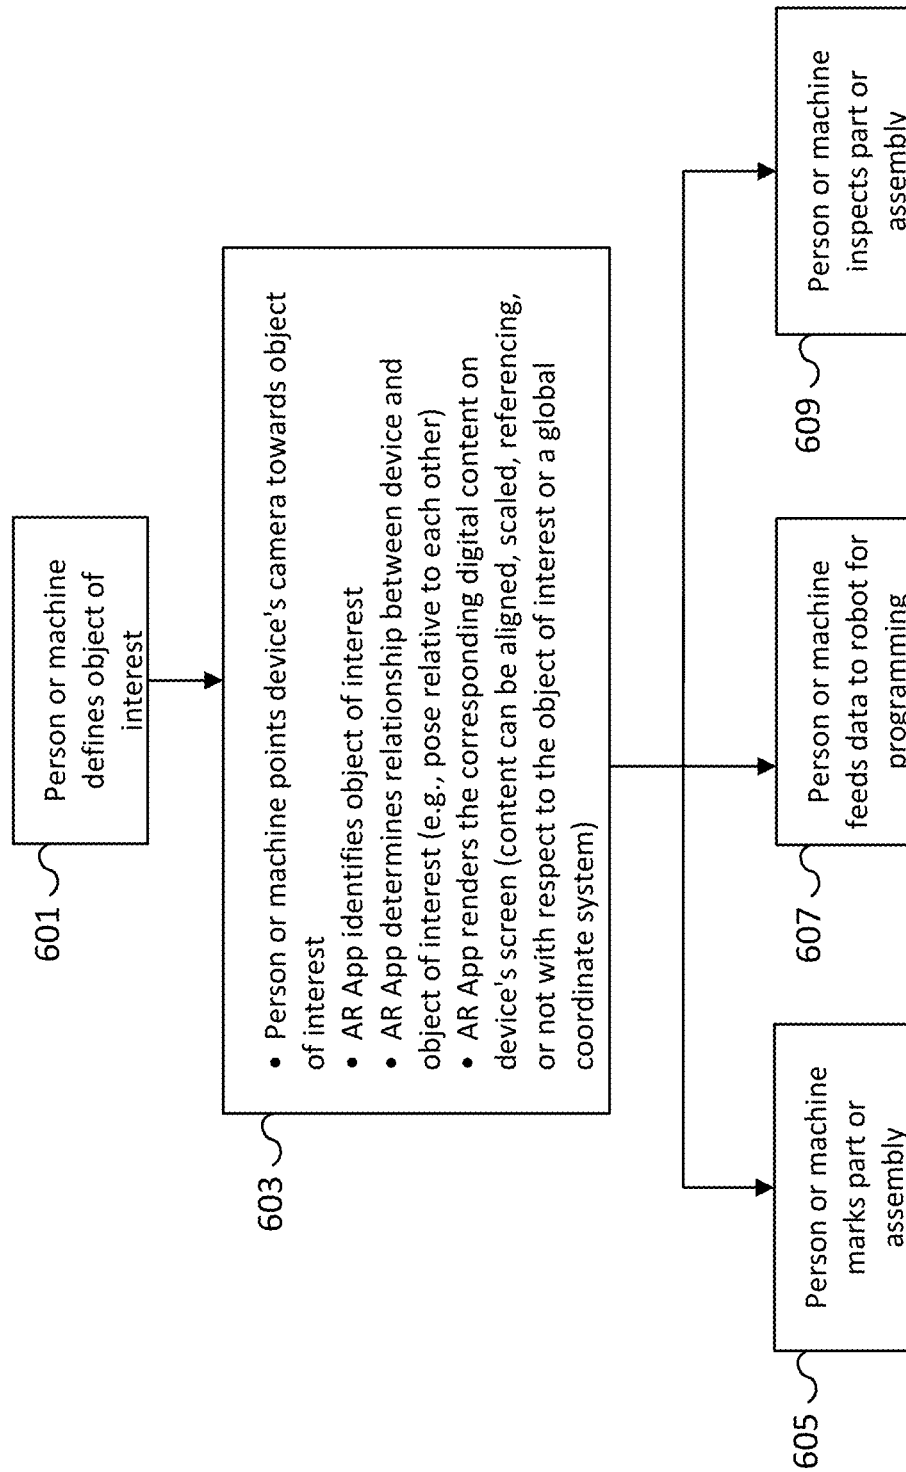 601
Person or machine
defines object of
interest
603
• Person or machine points device's camera towards object
of interest
• AR App identifies object of interest
• AR App determines relationship between device and
object of interest (e.g., pose relative to each other)
• AR App renders the corresponding digital content on
device's screen (content can be aligned, scaled, referencing,
or not with respect to the object of interest or a global
coordinate system)
605
Person or machine
marks part or
assembly
607
Person or machine
feeds data to robot for
programming
609
Person or machine
inspects part or
assembly